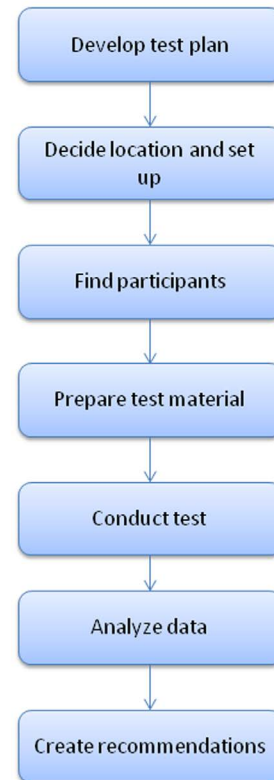 Develop test plan
Decide location and set
up
Find participants
Prepare test material
Conduct test
Analyze data
Create recommendations